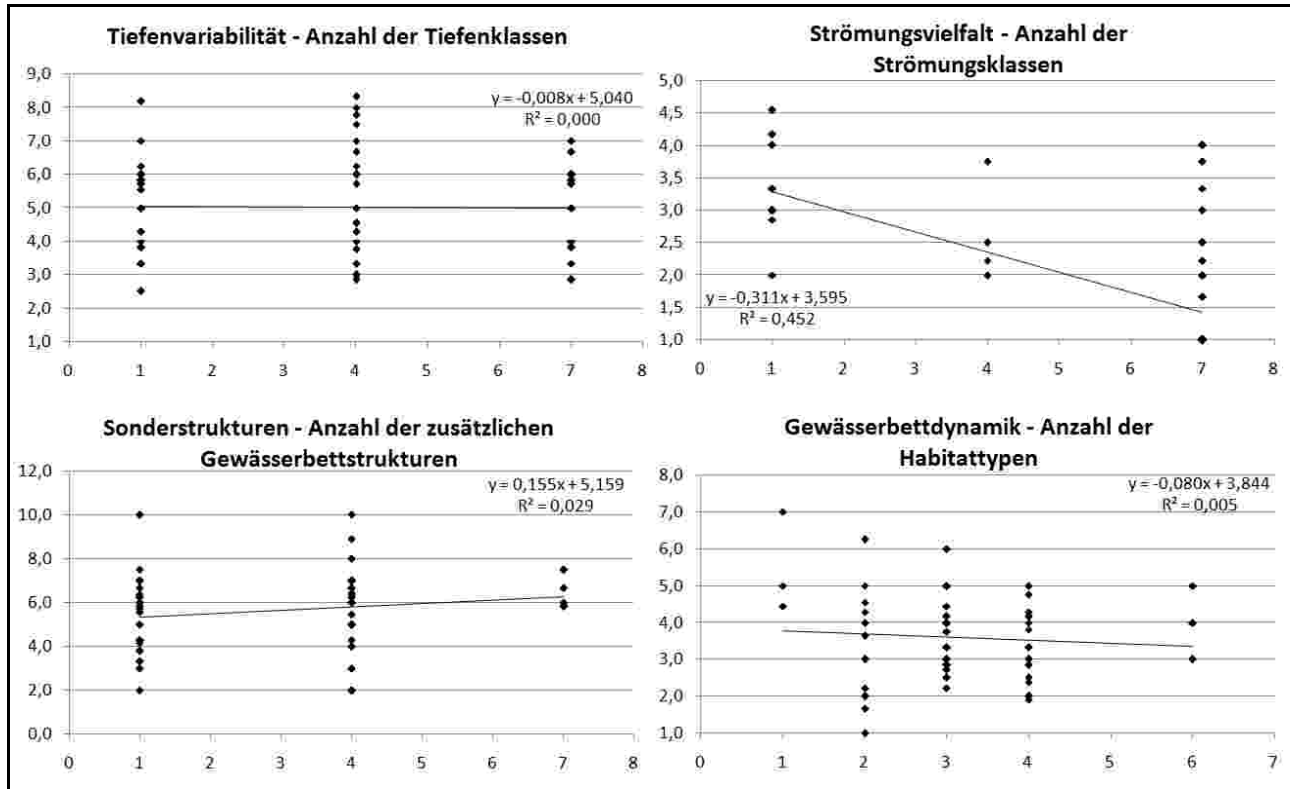 Tiefenvariabilität - Anzahl der Tiefenklassen
9,0
8,0
7,0
6,0
5,0
4,0
3,0
2,0
1,0
y = -0,008x + 5,040
R² = 0,000
0 1 2 3 4 5 6 7 8
Strömungsvielfalt - Anzahl der
Strömungsklassen
5,0
4,5
4,0
3,5
3,0
2,5
2,0
1,5
1,0
y = -0,311x + 3,595
R² = 0,452
0 1 2 3 4 5 6 7 8
Sonderstrukturen - Anzahl der zusätzlichen
Gewässerbettstrukturen
12,0
10,0
8,0
6,0
4,0
2,0
0,0
y = 0,155x + 5,159
R² = 0,029
0 1 2 3 4 5 6 7 8
Gewässerbettdynamik - Anzahl der
Habitattypen
8,0
7,0
6,0
5,0
4,0
3,0
2,0
1,0
y = -0,080x + 3,844
R² = 0,005
0 1 2 3 4 5 6 7